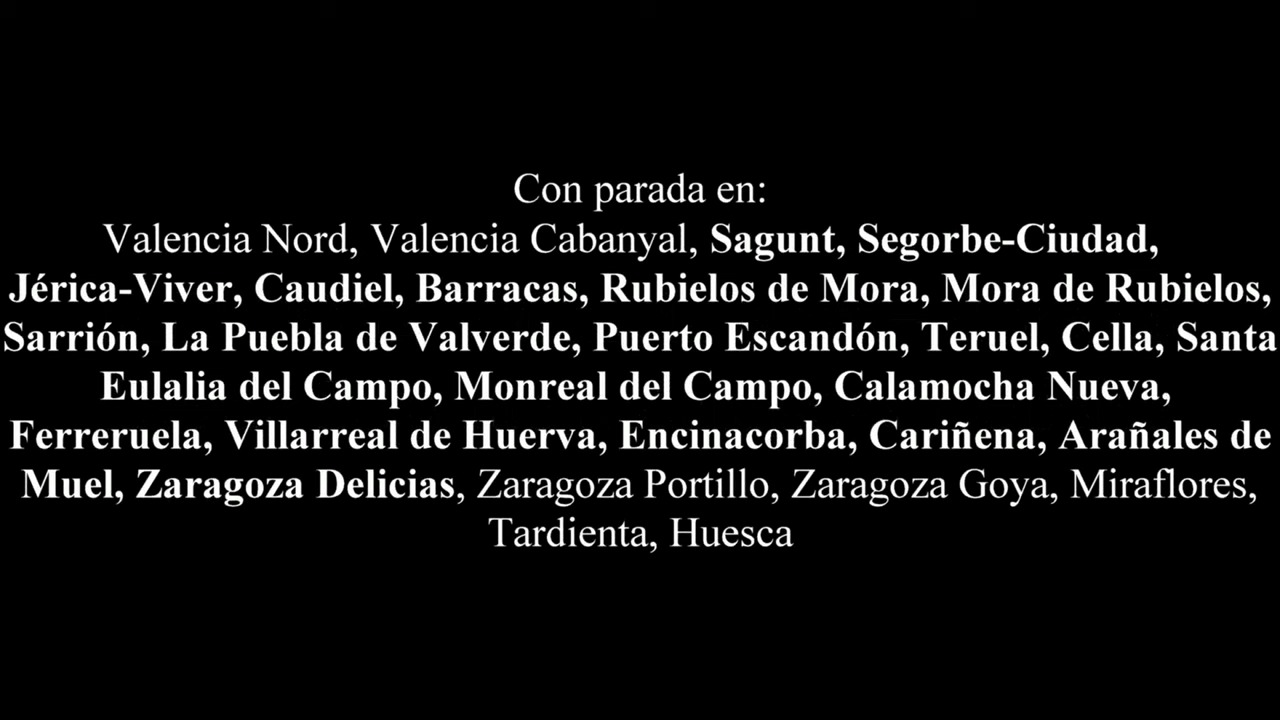 Con parada en:
Valencia Nord, Valencia Cabanyal, Sagunt, Segorbe-Ciudad,
Jérica-Viver, Caudiel, Barracas, Rubielos de Mora, Mora de Rubielos,
Sarrión, La Puebla de Valverde, Puerto Escandón, Teruel, Cella, Santa
Eulalia del Campo, Monreal del Campo, Calamocha Nueva,
Ferreruela, Villarreal de Huerva, Encinacorba, Cariñena, Arañales de
Muel, Zaragoza Delicias, Zaragoza Portillo, Zaragoza Goya, Miraflores,
Tardienta, Huesca